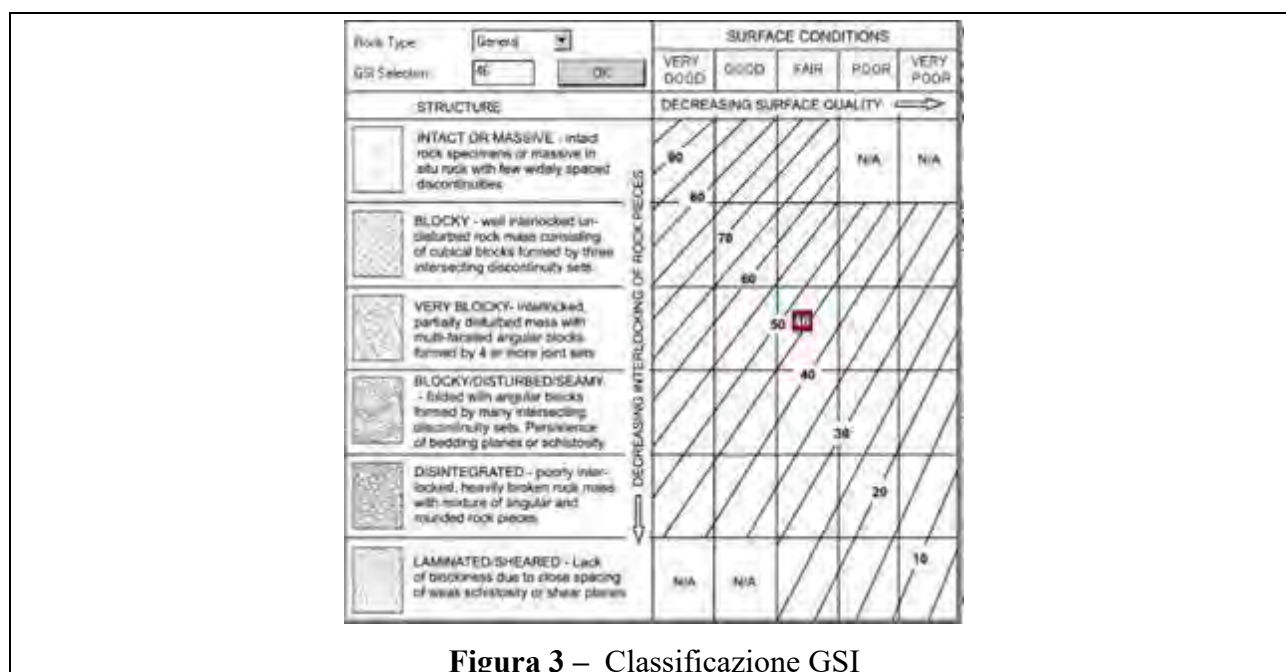 Rock Type:
General
GSI Selection:
46
OK
SURFACE CONDITIONS
VERY GOOD
GOOD
FAIR
POOR
VERY POOR
STRUCTURE
DECREASING SURFACE QUALITY
DECREASING INTERLOCKING OF ROCK PIECES
INTACT OR MASSIVE - intact
rock specimens or massive in
situ rock with few widely spaced
discontinuities
BLOCKY - well interlocked un-
disturbed rock mass consisting
of cubical blocks formed by three
intersecting discontinuity sets
VERY BLOCKY- interlocked,
partially disturbed mass with
multi-faceted angular blocks
formed by 4 or more joint sets
BLOCKY/DISTURBED/SEAMY
- folded with angular blocks
formed by many intersecting
discontinuity sets. Persistence
of bedding planes or schistosity
DISINTEGRATED - poorly inter-
locked, heavily broken rock mass
with mixture of angular and
rounded rock pieces
LAMINATED/SHEARED - Lack
of blockiness due to close spacing
of weak schistosity or shear planes
90
N/A
N/A
80
70
60
50
46
40
30
20
10
N/A
N/A
Figura 3 – Classificazione GSI